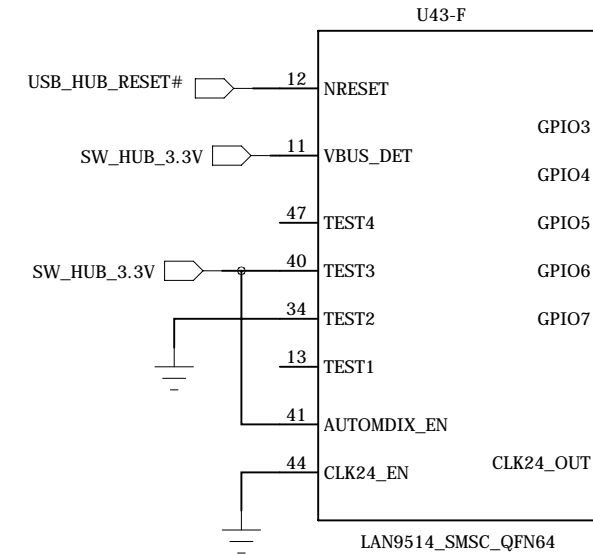 U43-F
USB_HUB_RESET# 12 NRESET
GPIO3
SW_HUB_3.3V 11 VBUS_DET
GPIO4
47 TEST4 GPIO5
SW_HUB_3.3V 40 TEST3 GPIO6
34 TEST2 GPIO7
13 TEST1
41 AUTOMDIX_EN
44 CLK24_EN CLK24_OUT
LAN9514_SMSC_QFN64